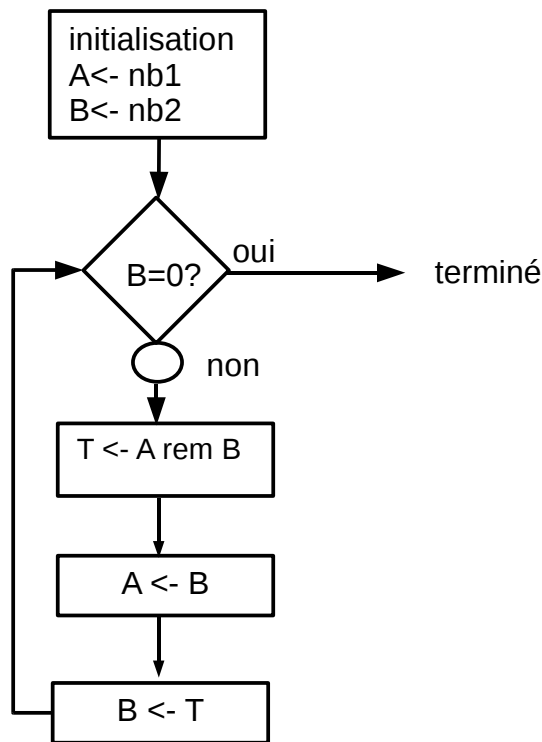 initialisation
A<- nb1
B<- nb2
B=0?
oui
terminé
non
T <- A rem B
A <- B
B <- T